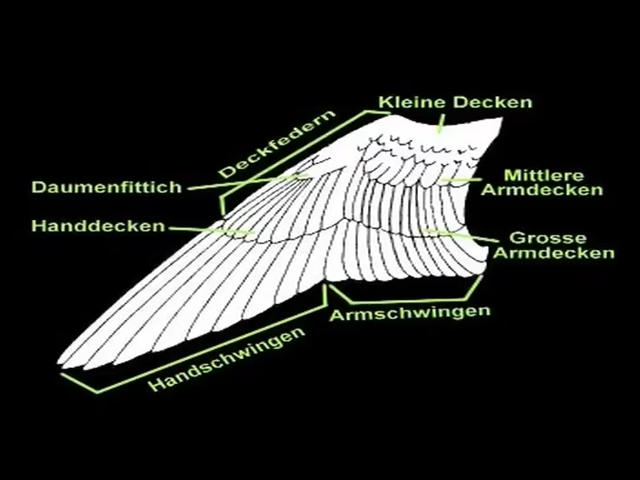 Kleine Decken
Deckfedern
Daumenfittich
Mittlere
Armdecken
Handdecken
Grosse
Armdecken
Armschwingen
Handschwingen